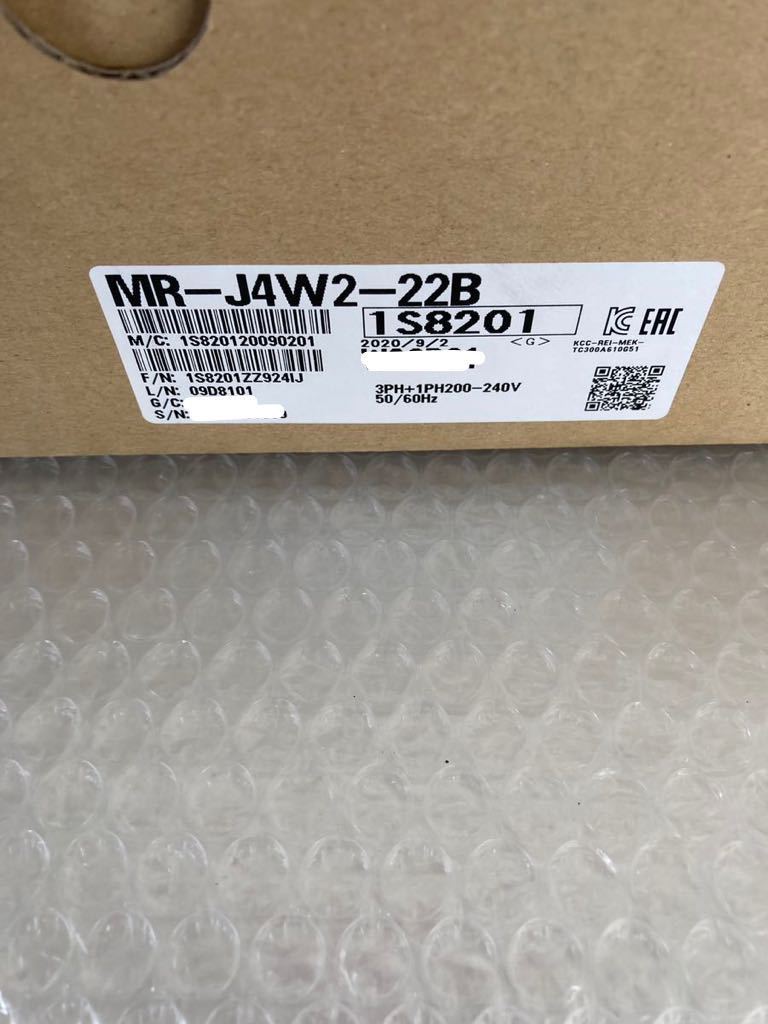 MR-J4W2-22B
1S8201
M/C: 1S820120090201
2020/9/2 <G>
KCC-REI-MEK-
TC300A610G51
EAC
F/N: 1S8201ZZ924IJ
L/N: 09D8101
3PH+1PH200-240V
G/C:
50/60Hz
S/N: